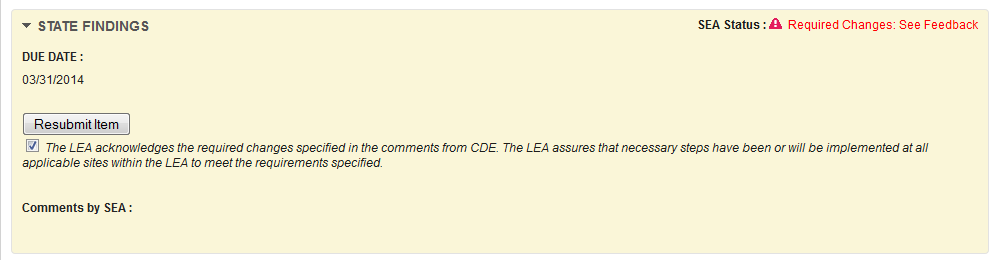 STATE FINDINGS
SEA Status : Required Changes: See Feedback
DUE DATE :
03/31/2014
Resubmit Item
The LEA acknowledges the required changes specified in the comments from CDE. The LEA assures that necessary steps have been or will be implemented at all
applicable sites within the LEA to meet the requirements specified.
Comments by SEA :